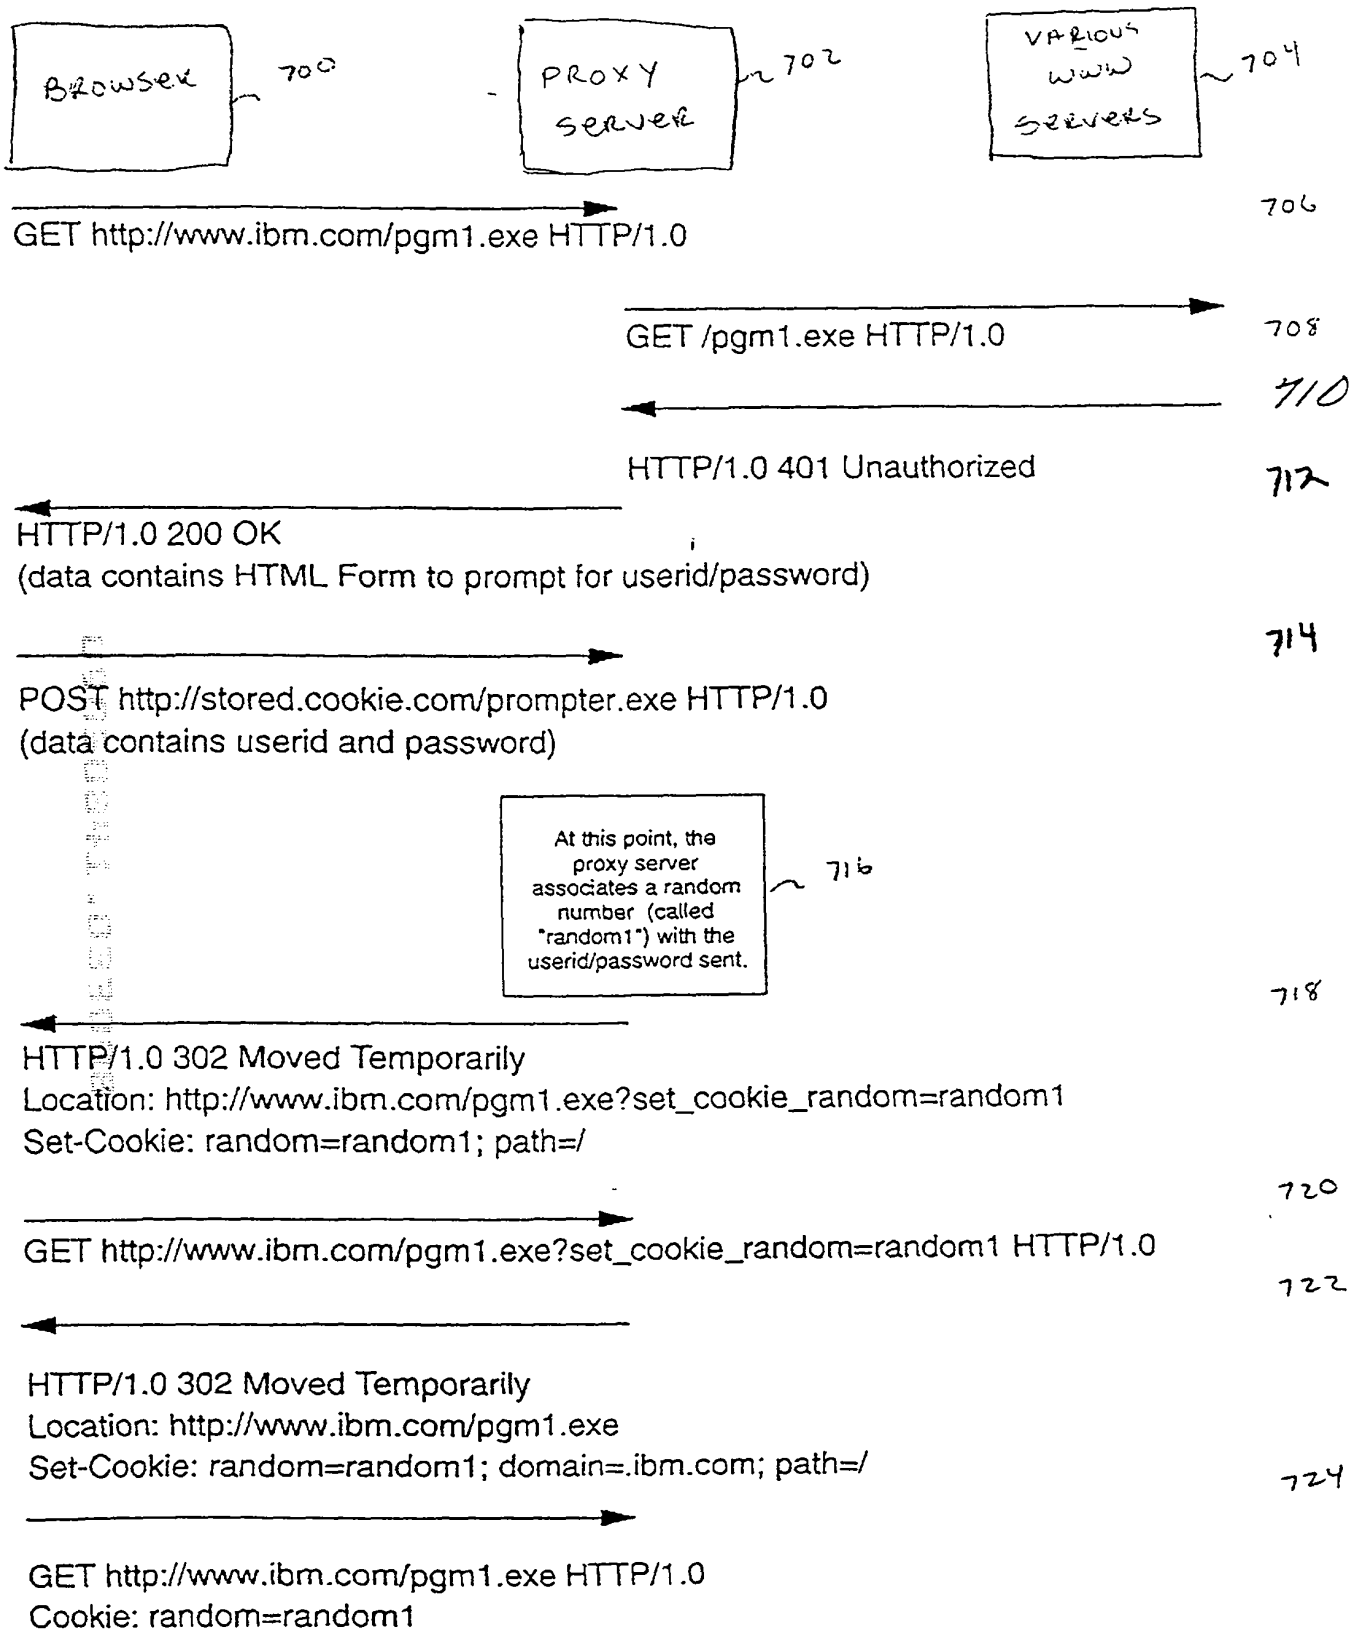 BROWSER 700
PROXY SERVER 702
VARIOUS WWW SERVERS 704
706
GET http://www.ibm.com/pgm1.exe HTTP/1.0
GET /pgm1.exe HTTP/1.0 708
710
HTTP/1.0 401 Unauthorized 712
HTTP/1.0 200 OK
(data contains HTML Form to prompt for userid/password)
714
POST http://stored.cookie.com/prompter.exe HTTP/1.0
(data contains userid and password)
At this point, the
proxy server
associates a random
number (called
"random1") with the
userid/password sent.
716
718
HTTP/1.0 302 Moved Temporarily
Location: http://www.ibm.com/pgm1.exe?set_cookie_random=random1
Set-Cookie: random=random1; path=/
720
GET http://www.ibm.com/pgm1.exe?set_cookie_random=random1 HTTP/1.0
722
HTTP/1.0 302 Moved Temporarily
Location: http://www.ibm.com/pgm1.exe
Set-Cookie: random=random1; domain=.ibm.com; path=/
724
GET http://www.ibm.com/pgm1.exe HTTP/1.0
Cookie: random=random1